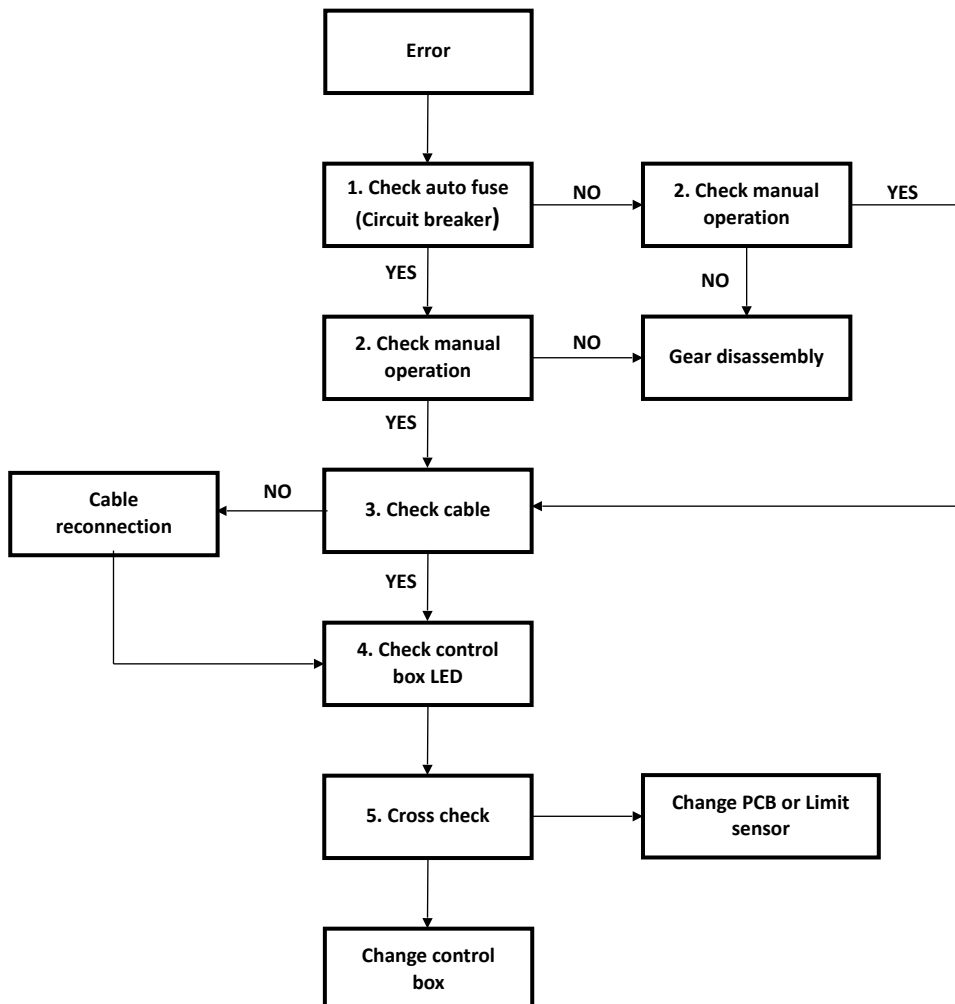 Error
1. Check auto fuse
(Circuit breaker)
NO
2. Check manual
operation
YES
YES
NO
2. Check manual
operation
NO
Gear disassembly
YES
Cable
reconnection
NO
3. Check cable
YES
4. Check control
box LED
5. Cross check
Change PCB or Limit
sensor
Change control
box